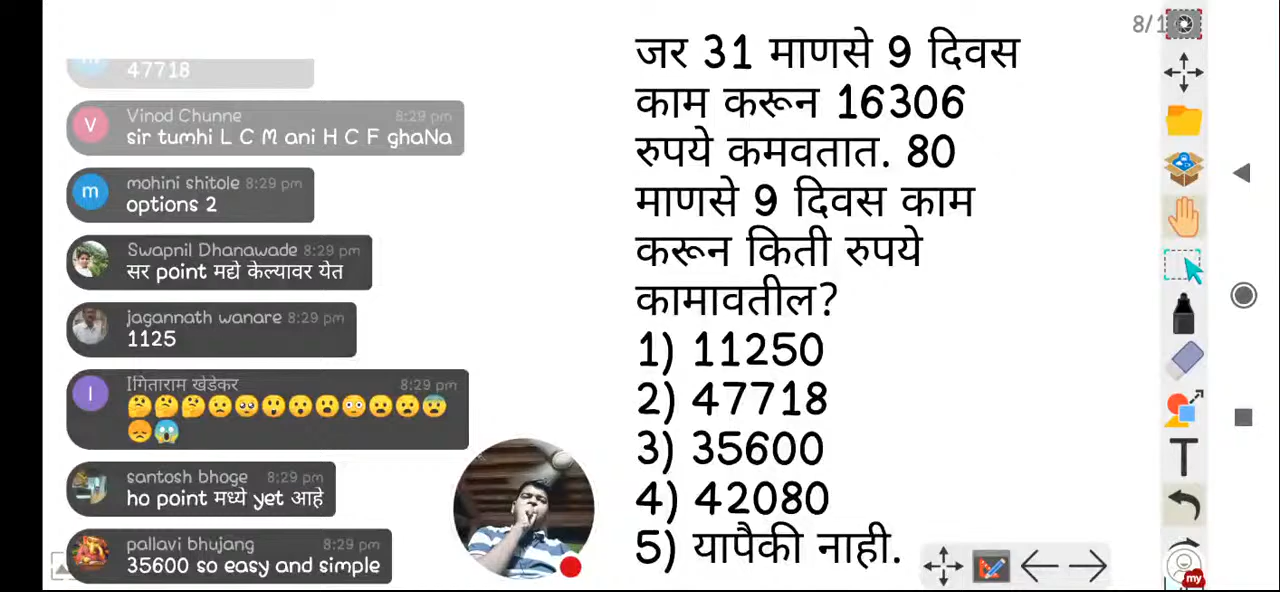 47718
Vinod Chunne 8:29 pm
sir tumhi L C M ani H C F ghaNa
mohini shitole 8:29 pm
options 2
Swapnil Dhanawade 8:29 pm
सर point मद्ये केल्यावर येत
jagannath wanare 8:29 pm
1125
Iगिताराम खेडेकर 8:29 pm
🤔🤔🤔😟🥺😲😮😦😳😦😦😨
😞😱
santosh bhoge 8:29 pm
ho point मध्ये yet आहे
pallavi bhujang 8:29 pm
35600 so easy and simple
8/1
जर 31 माणसे 9 दिवस
काम करून 16306
रुपये कमवतात. 80
माणसे 9 दिवस काम
करून किती रुपये
कामावतील?
1) 11250
2) 47718
3) 35600
4) 42080
5) यापैकी नाही.
my